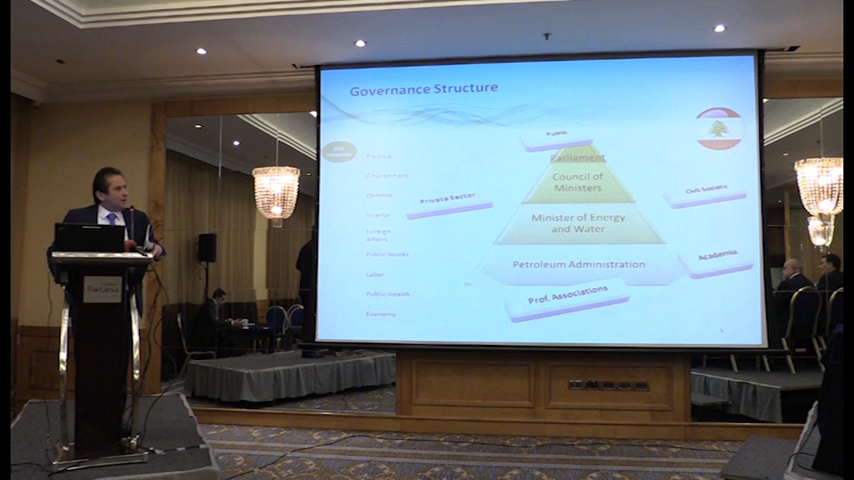 Governance Structure
Finance
Environment
Defense
Interior
Foreign
Affairs
Public Works
Labor
Public Health
Economy
Public
Parliament
Council of
Ministers
Minister of Energy
and Water
Petroleum Administration
Private Sector
Civil Society
Academia
Prof. Associations
Rotana